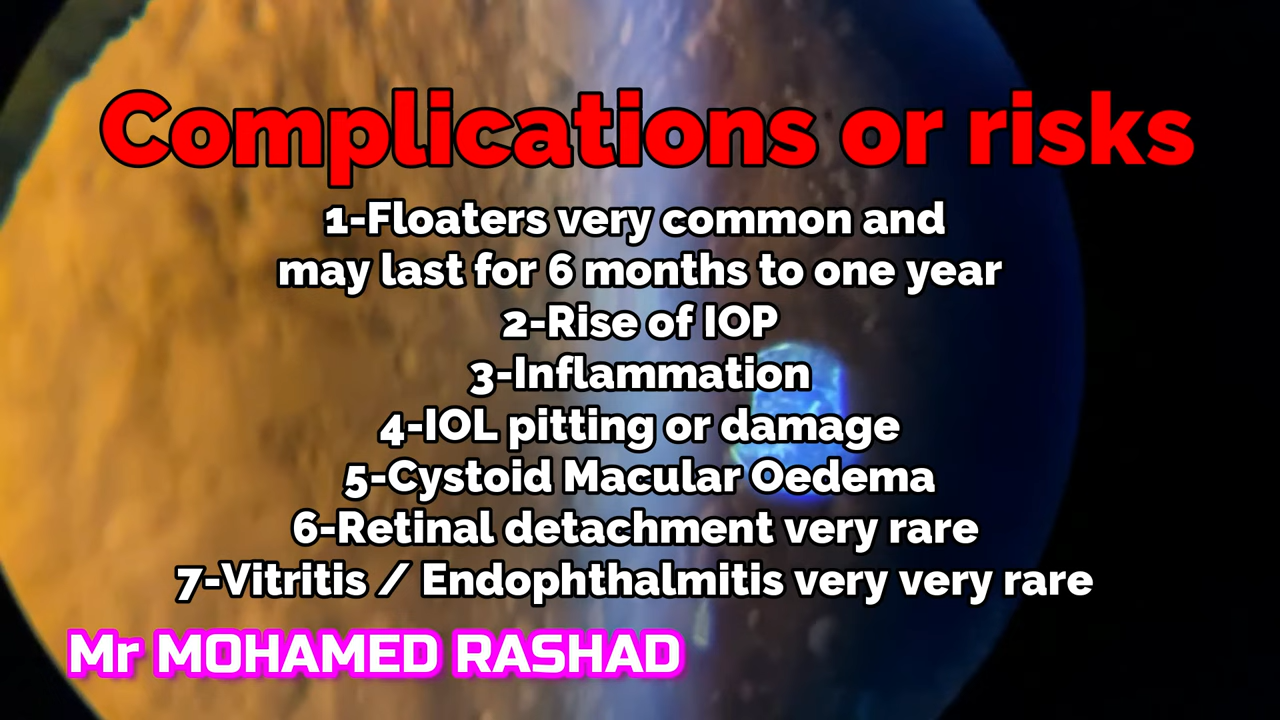 Complications or risks
1-Floaters very common and
may last for 6 months to one year
2-Rise of IOP
3-Inflammation
4-IOL pitting or damage
5-Cystoid Macular Oedema
6-Retinal detachment very rare
7-Vitritis / Endophthalmitis very very rare
Mr MOHAMED RASHAD